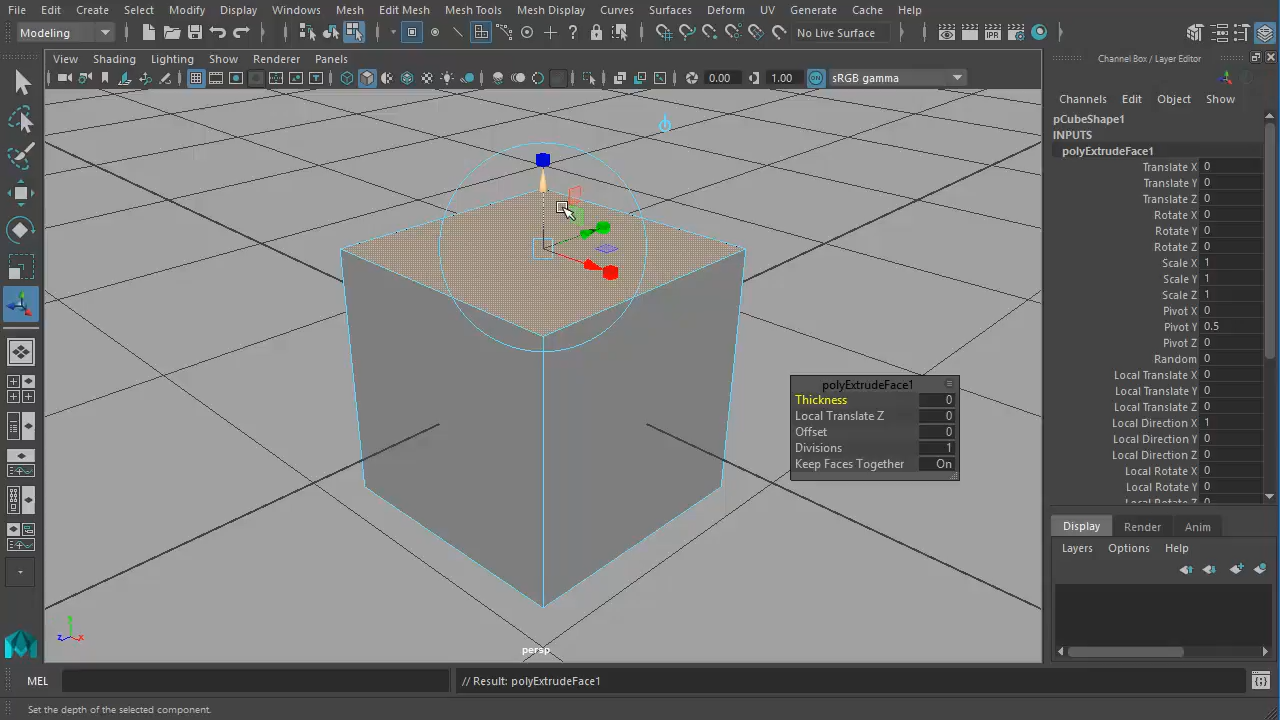 File Edit Create Select Modify Display Windows Mesh Edit Mesh Mesh Tools Mesh Display Curves Surfaces Deform UV Generate Cache Help
Modeling No Live Surface
View Shading Lighting Show Renderer Panels
0.00 1.00 ON sRGB gamma
Channel Box / Layer Editor
Channels Edit Object Show
pCubeShape1
INPUTS
polyExtrudeFace1
Translate X 0
Translate Y 0
Translate Z 0
Rotate X 0
Rotate Y 0
Rotate Z 0
Scale X 1
Scale Y 1
Scale Z 1
Pivot X 0
Pivot Y 0.5
Pivot Z 0
Random 0
Local Translate X 0
Local Translate Y 0
Local Translate Z 0
Local Direction X 1
Local Direction Y 0
Local Direction Z 0
Local Rotate X 0
Local Rotate Y 0
Local Rotate Z 0
polyExtrudeFace1
Thickness 0
Local Translate Z 0
Offset 0
Divisions 1
Keep Faces Together On
Display Render Anim
Layers Options Help
y
z x
persp
MEL // Result: polyExtrudeFace1
Set the depth of the selected component.